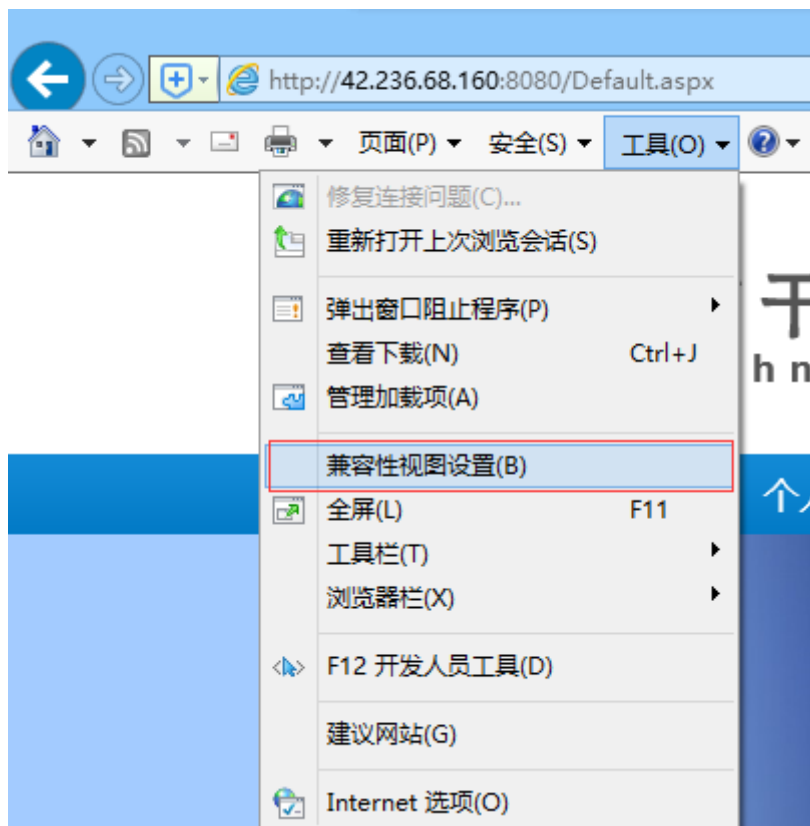 http://42.236.68.160:8080/Default.aspx
页面(P) 安全(S) 工具(O)
修复连接问题(C)...
重新打开上次浏览会话(S)
弹出窗口阻止程序(P)
查看下载(N) Ctrl+J
管理加载项(A)
兼容性视图设置(B)
全屏(L) F11
工具栏(T)
浏览器栏(X)
F12 开发人员工具(D)
建议网站(G)
Internet 选项(O)
干
h n
个